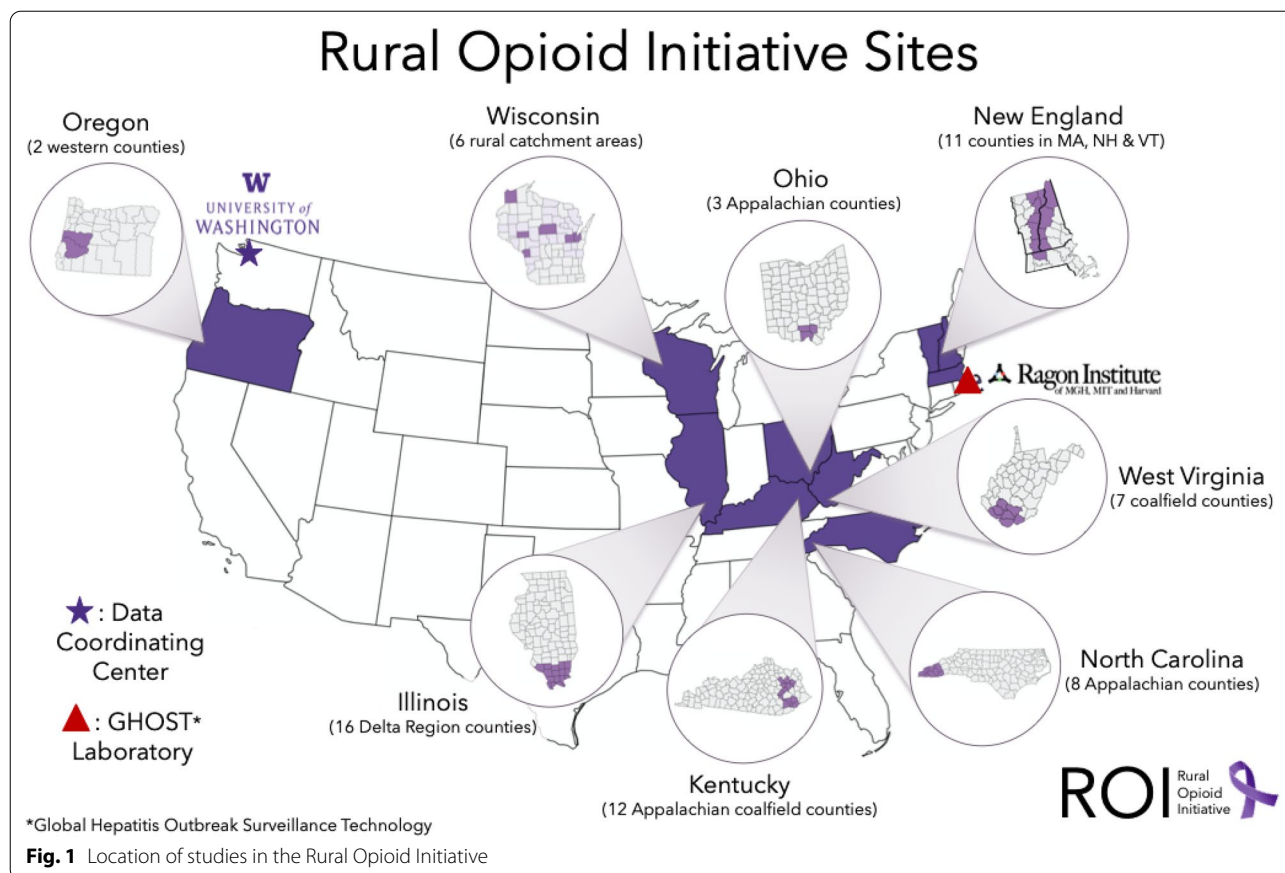 Rural Opioid Initiative Sites
Oregon
(2 western counties)
W
UNIVERSITY of
WASHINGTON
Wisconsin
(6 rural catchment areas)
Ohio
(3 Appalachian counties)
New England
(11 counties in MA, NH & VT)
Ragon Institute
of MGH, MIT and Harvard
West Virginia
(7 coalfield counties)
North Carolina
(8 Appalachian counties)
Kentucky
(12 Appalachian coalfield counties)
Illinois
(16 Delta Region counties)
: Data
Coordinating
Center
: GHOST*
Laboratory
ROI
Rural
Opioid
Initiative
*Global Hepatitis Outbreak Surveillance Technology
Fig. 1 Location of studies in the Rural Opioid Initiative